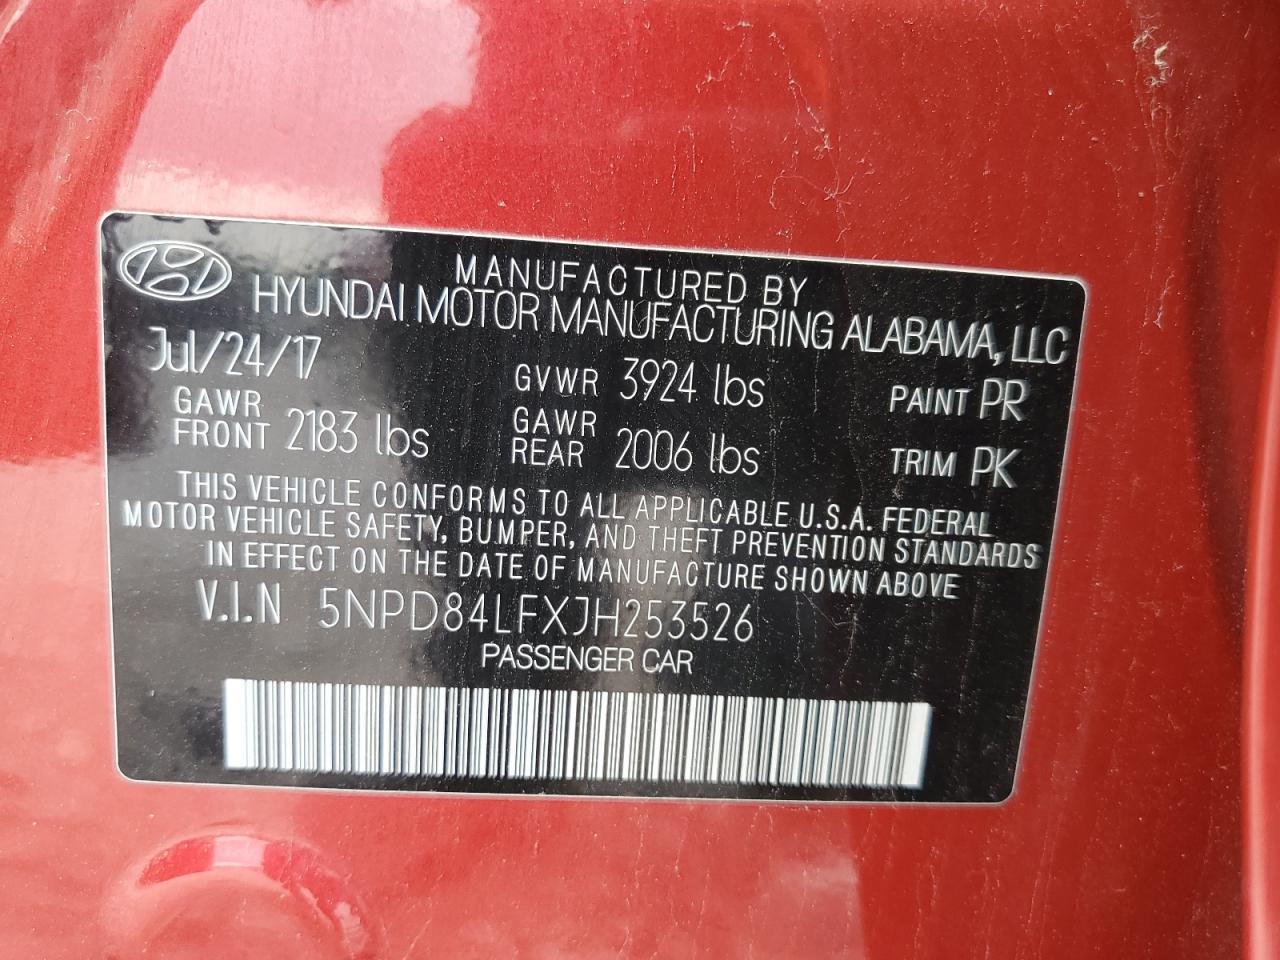 MANUFACTURED BY
HYUNDAI MOTOR MANUFACTURING ALABAMA, LLC
Jul/24/17 GVWR 3924 lbs PAINT PR
GAWR FRONT 2183 lbs GAWR REAR 2006 lbs TRIM PK
THIS VEHICLE CONFORMS TO ALL APPLICABLE U.S.A. FEDERAL
MOTOR VEHICLE SAFETY, BUMPER, AND THEFT PREVENTION STANDARDS
IN EFFECT ON THE DATE OF MANUFACTURE SHOWN ABOVE
V.I.N 5NPD84LFXJH253526
PASSENGER CAR